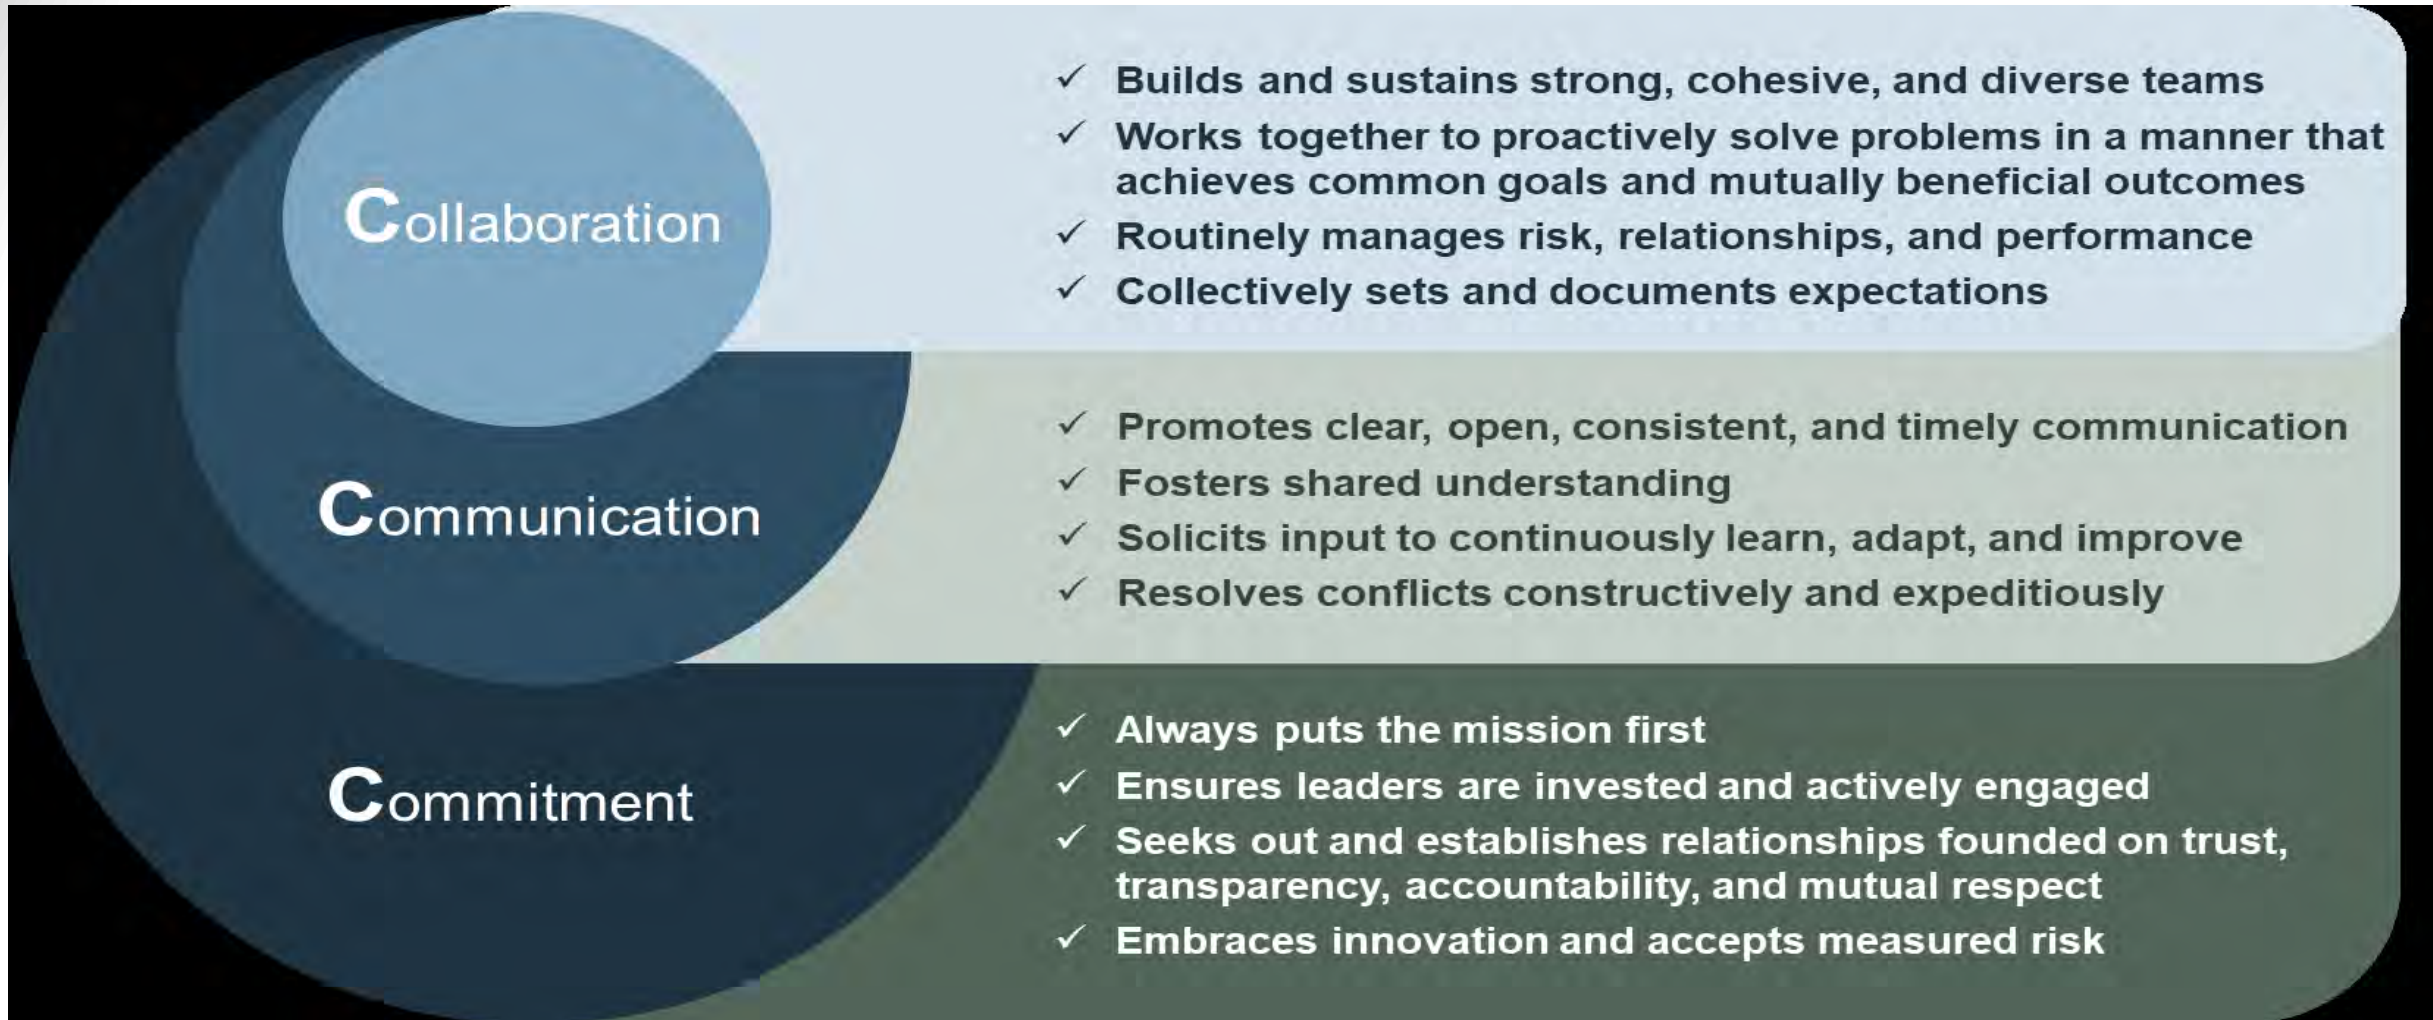 Collaboration
✓ Builds and sustains strong, cohesive, and diverse teams
✓ Works together to proactively solve problems in a manner that
achieves common goals and mutually beneficial outcomes
✓ Routinely manages risk, relationships, and performance
✓ Collectively sets and documents expectations
Communication
✓ Promotes clear, open, consistent, and timely communication
✓ Fosters shared understanding
✓ Solicits input to continuously learn, adapt, and improve
✓ Resolves conflicts constructively and expeditiously
Commitment
✓ Always puts the mission first
✓ Ensures leaders are invested and actively engaged
✓ Seeks out and establishes relationships founded on trust,
transparency, accountability, and mutual respect
✓ Embraces innovation and accepts measured risk